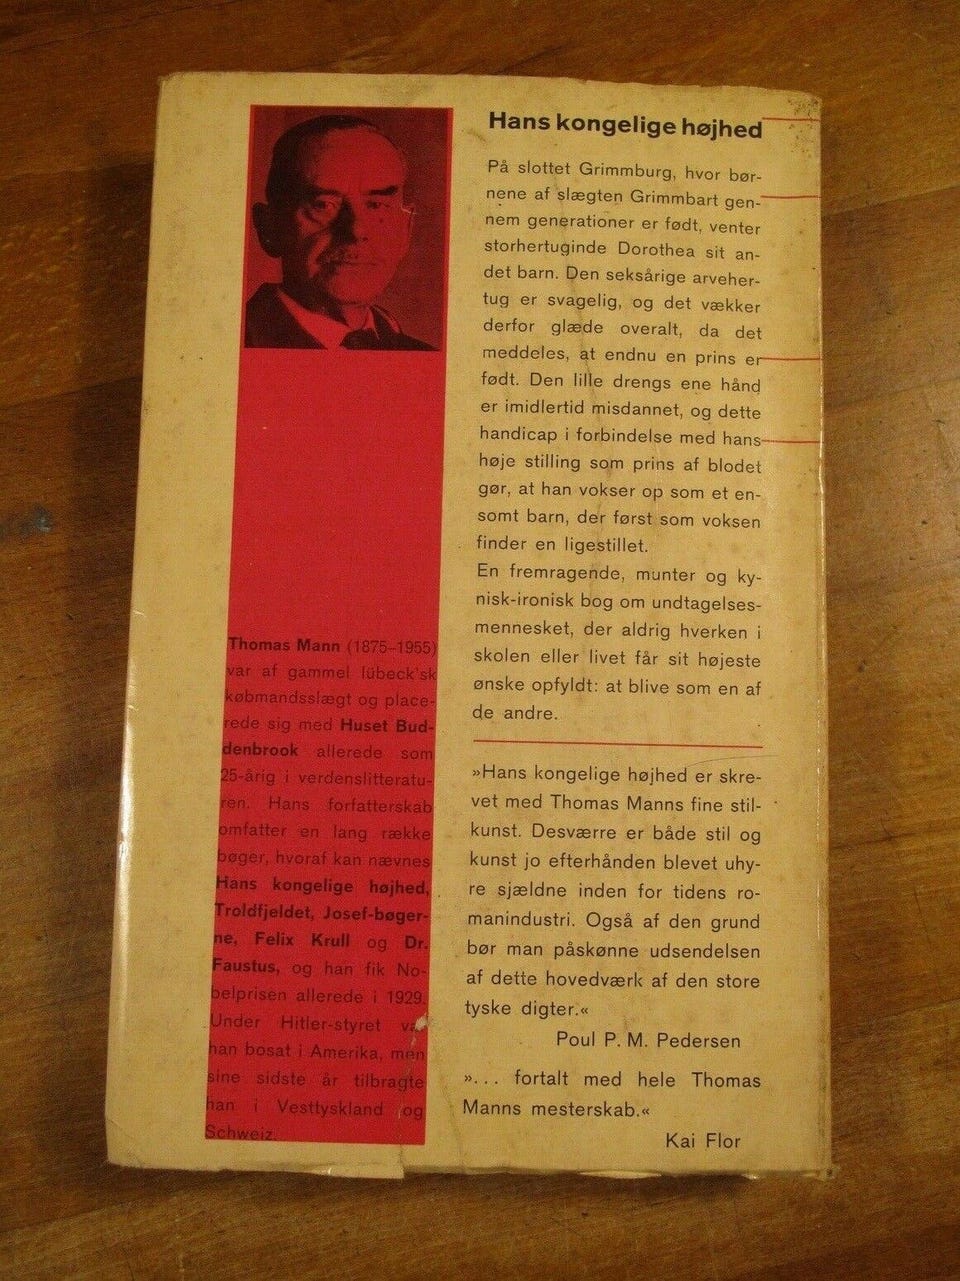 Hans kongelige højhed
På slottet Grimmburg, hvor bør-
nene af slægten Grimmbart gen-
nem generationer er født, venter
storhertuginde Dorothea sit an-
det barn. Den seksårige arveher-
tug er svagelig, og det vækker
derfor glæde overalt, da det
meddeles, at endnu en prins er
født. Den lille drengs ene hånd
er imidlertid misdannet, og dette
handicap i forbindelse med hans
høje stilling som prins af blodet
gør, at han vokser op som et en-
somt barn, der først som voksen
finder en ligestillet.
En fremragende, munter og ky-
nisk-ironisk bog om undtagelses-
mennesket, der aldrig hverken i
skolen eller livet får sit højeste
ønske opfyldt: at blive som en af
de andre.
»Hans kongelige højhed er skre-
vet med Thomas Manns fine stil-
kunst. Desværre er både stil og
kunst jo efterhånden blevet uhy-
re sjældne inden for tidens ro-
manindustri. Også af den grund
bør man påskønne udsendelsen
af dette hovedværk af den store
tyske digter.«
Poul P. M. Pedersen
»... fortalt med hele Thomas
Manns mesterskab.«
Kai Flor
Thomas Mann (1875–1955)
var af gammel lübeck'sk
købmandsslægt og place-
rede sig med Huset Bud-
denbrook allerede som
25-årig i verdenslitteratu-
ren. Hans forfatterskab
omfatter en lang række
bøger, hvoraf kan nævnes
Hans kongelige højhed,
Troldfjeldet, Josef-bøger-
ne, Felix Krull og Dr.
Faustus, og han fik No-
belprisen allerede i 1929.
Under Hitler-styret var
han bosat i Amerika, men
sine sidste år tilbragte
han i Vesttyskland og
Schweiz.